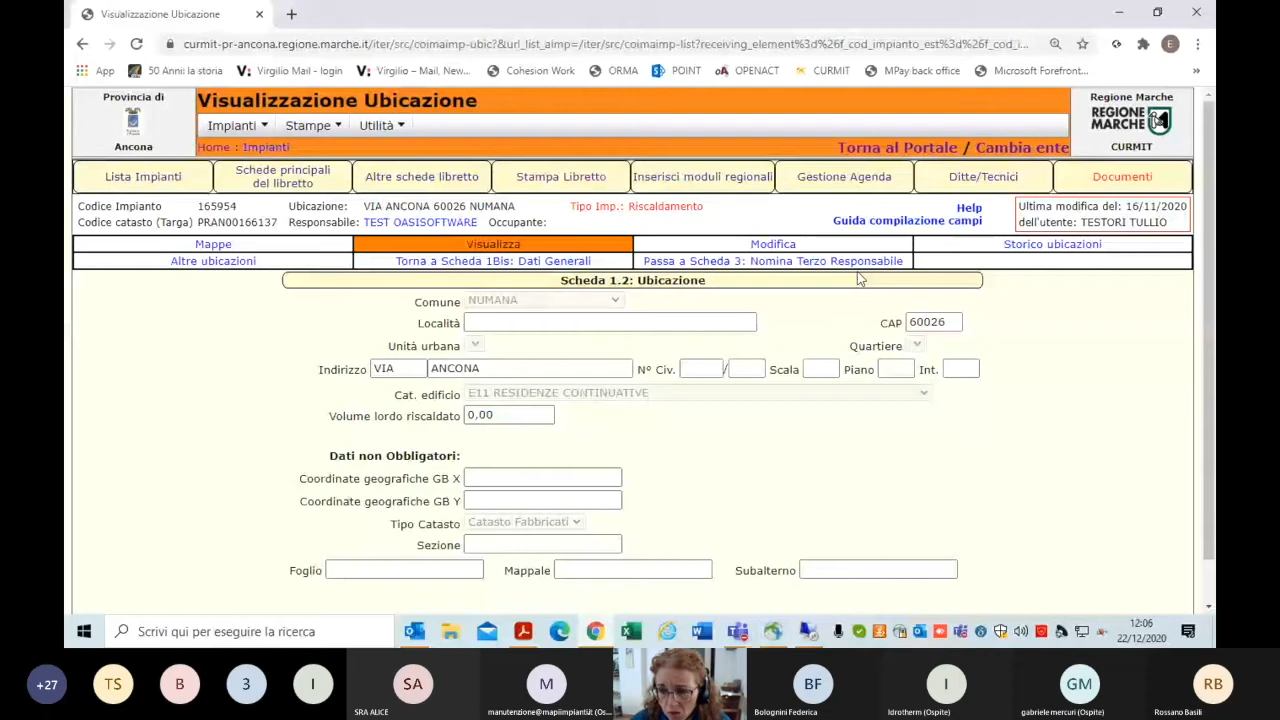 Visualizzazione Ubicazione
curmit-pr-ancona.regione.marche.it/iter/src/coimaimp-ubic?&url_list_aimp=/iter/src/coimaimp-list?receiving_element%3d%26f_cod_impianto_est%3d%26f_cod_i...
App 50 Annii la storia Virgilio Mail - login Virgilio – Mail, New... Cohesion Work ORMA POINT OPENACT CURMIT MPay back office Microsoft Forefront... »
Provincia di
Ancona
Visualizzazione Ubicazione
Impianti Stampe Utilità
Home : Impianti
Torna al Portale / Cambia ente
Regione Marche
REGIONE
MARCHE
CURMIT
Lista Impianti
Schede principali
del libretto
Altre schede libretto
Stampa Libretto
Inserisci moduli regionali
Gestione Agenda
Ditte/Tecnici
Documenti
Codice Impianto 165954 Ubicazione: VIA ANCONA 60026 NUMANA Tipo Imp.: Riscaldamento
Codice catasto (Targa) PRAN00166137 Responsabile: TEST OASISOFTWARE Occupante:
Help
Guida compilazione campi
Ultima modifica del: 16/11/2020
dell'utente: TESTORI TULLIO
Mappe Visualizza Modifica Storico ubicazioni
Altre ubicazioni Torna a Scheda 1Bis: Dati Generali Passa a Scheda 3: Nomina Terzo Responsabile
Scheda 1.2: Ubicazione
Comune NUMANA
Località CAP 60026
Unità urbana Quartiere
Indirizzo VIA ANCONA N° Civ. / Scala Piano Int.
Cat. edificio E11 RESIDENZE CONTINUATIVE
Volume lordo riscaldato 0,00
Dati non Obbligatori:
Coordinate geografiche GB X
Coordinate geografiche GB Y
Tipo Catasto Catasto Fabbricati
Sezione
Foglio Mappale Subalterno
Scrivi qui per eseguire la ricerca
12:06
22/12/2020
+27 TS B 3 I SA M BF I GM RB
SRA ALICE manutenzione@mapiimpianti.it (Os... Bolognini Federica Idrotherm (Ospite) gabriele mercuri (Ospite) Rossano Basili